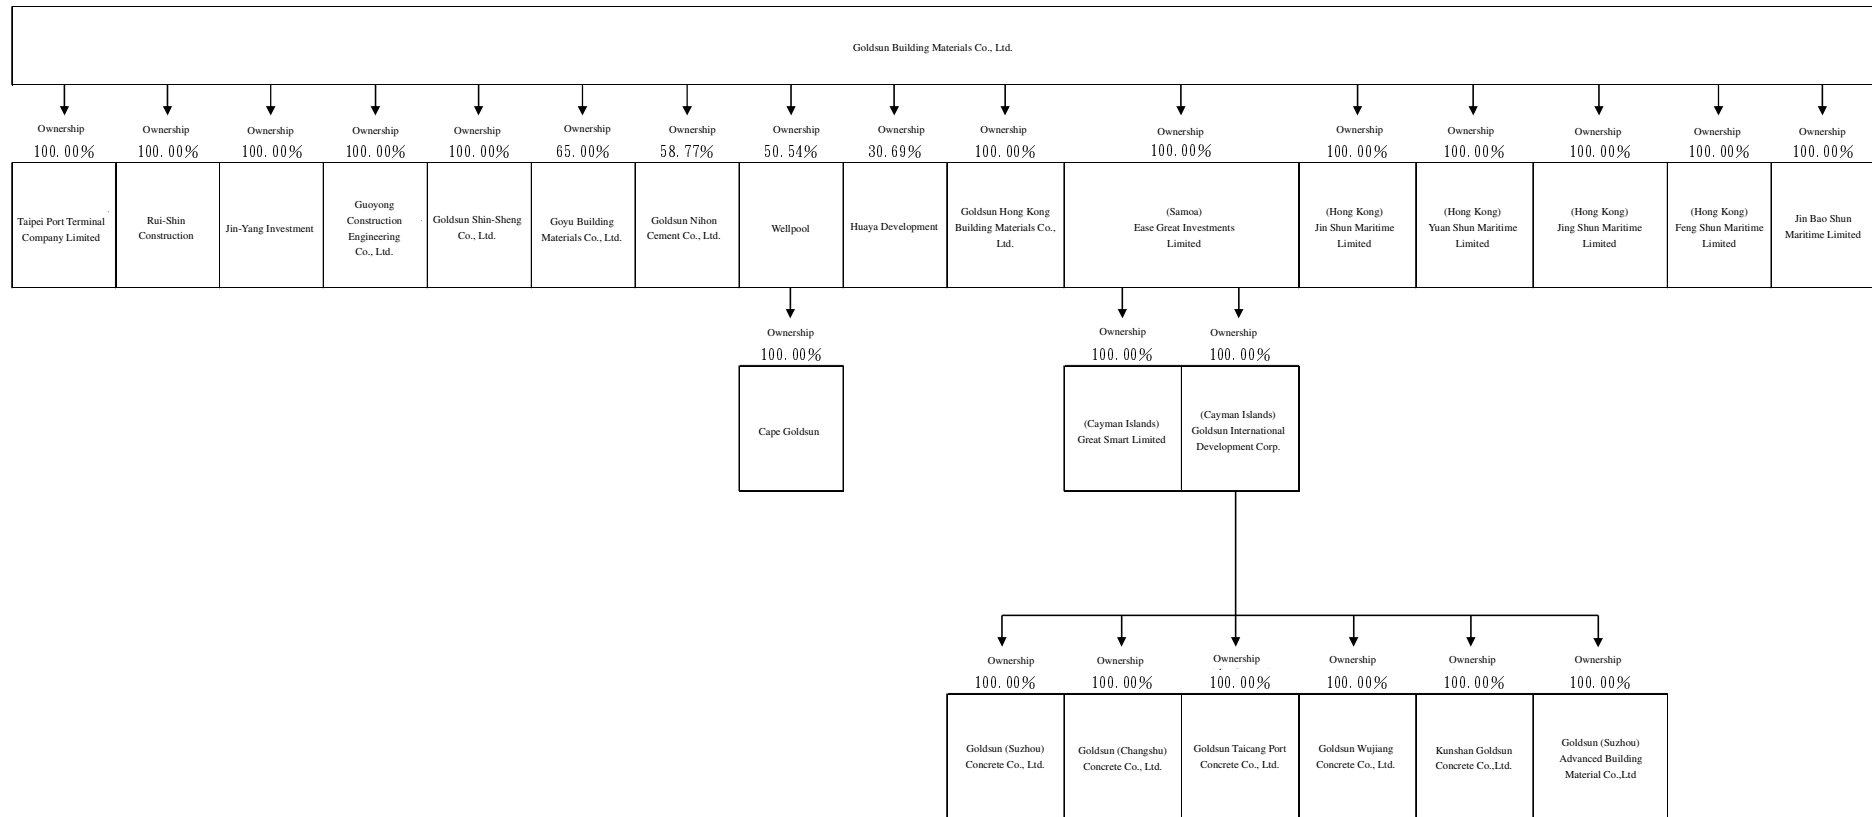 Goldsun Building Materials Co., Ltd.
Ownership
100.00%
Ownership
100.00%
Ownership
100.00%
Ownership
100.00%
Ownership
100.00%
Ownership
65.00%
Ownership
58.77%
Ownership
50.54%
Ownership
30.69%
Ownership
100.00%
Ownership
100.00%
Ownership
100.00%
Ownership
100.00%
Ownership
100.00%
Ownership
100.00%
Ownership
100.00%
Taipei Port Terminal
Company Limited
Rui-Shin
Construction
Jin-Yang Investment
Guoyong
Construction
Engineering
Co., Ltd.
Goldsun Shin-Sheng
Co., Ltd.
Goyu Building
Materials Co., Ltd.
Goldsun Nihon
Cement Co., Ltd.
Wellpool
Huaya Development
Goldsun Hong Kong
Building Materials Co.,
Ltd.
(Samoa)
Ease Great Investments
Limited
(Hong Kong)
Jin Shun Maritime
Limited
(Hong Kong)
Yuan Shun Maritime
Limited
(Hong Kong)
Jing Shun Maritime
Limited
(Hong Kong)
Feng Shun Maritime
Limited
Jin Bao Shun
Maritime Limited
Ownership
100.00%
Ownership
100.00%
Ownership
100.00%
Cape Goldsun
(Cayman Islands)
Great Smart Limited
(Cayman Islands)
Goldsun International
Development Corp.
Ownership
100.00%
Ownership
100.00%
Ownership
100.00%
Ownership
100.00%
Ownership
100.00%
Ownership
100.00%
Goldsun (Suzhou)
Concrete Co., Ltd.
Goldsun (Changshu)
Concrete Co., Ltd.
Goldsun Taicang Port
Concrete Co., Ltd.
Goldsun Wujiang
Concrete Co., Ltd.
Kunshan Goldsun
Concrete Co.,Ltd.
Goldsun (Suzhou)
Advanced Building
Material Co.,Ltd